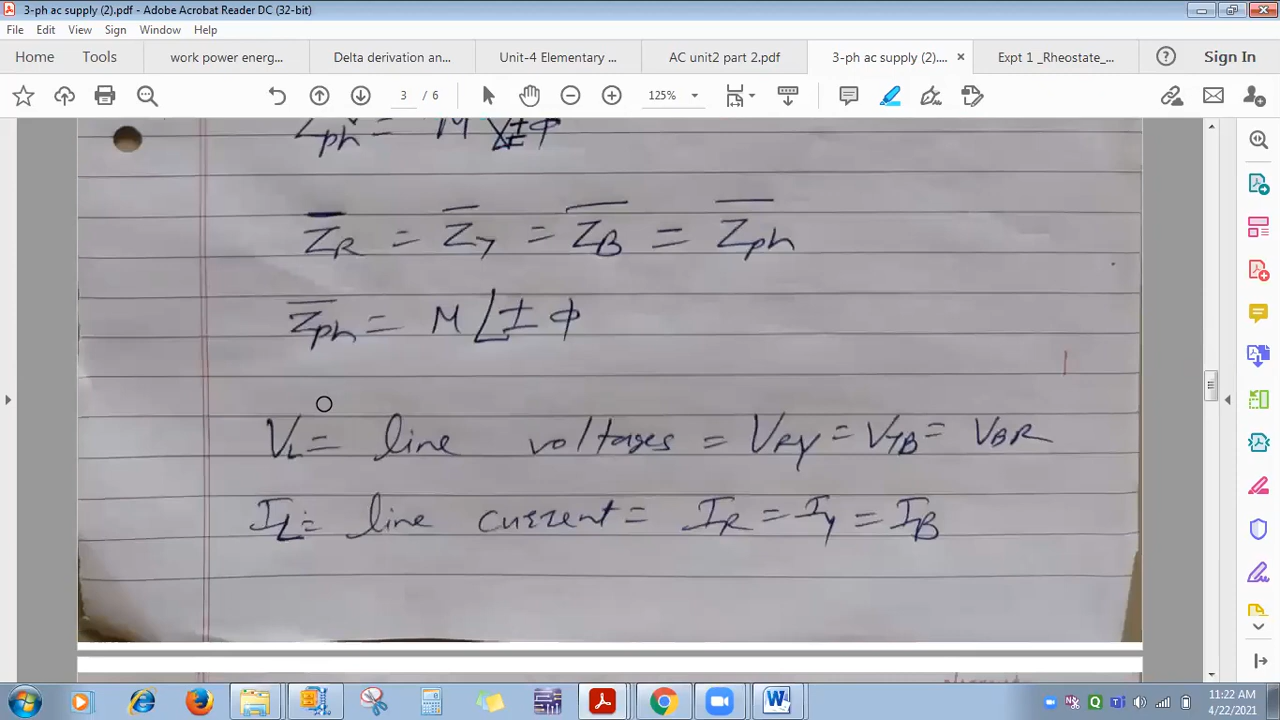 3-ph ac supply (2).pdf - Adobe Acrobat Reader DC (32-bit)
File Edit View Sign Window Help
Home Tools work power energ... Delta derivation an... Unit-4 Elementary ... AC unit2 part 2.pdf 3-ph ac supply (2).... × Expt 1 _Rheostate_... Sign In
3 / 6 125%
Zph = M ∠± φ
Z̅R = Z̅Y = Z̅B = Z̅ph
Z̅ph = M ∠± φ
VL = line voltages = VRY = VYB = VBR
IL = line current = IR = IY = IB
11:22 AM
4/22/2021